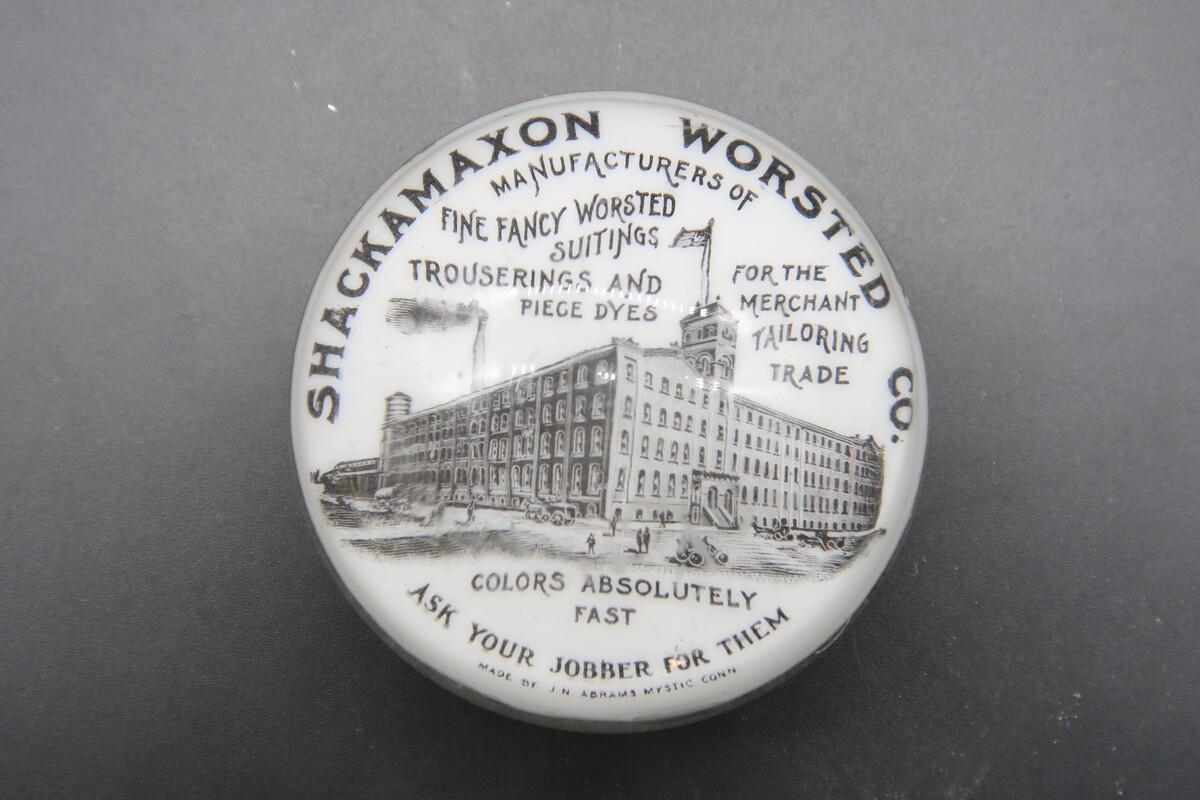 SHACKAMAXON WORSTED CO.
MANUFACTURERS OF
FINE FANCY WORSTED
SUITINGS
TROUSERINGS AND
PIECE DYES
FOR THE
MERCHANT
TAILORING
TRADE
COLORS ABSOLUTELY
FAST
ASK YOUR JOBBER FOR THEM
MADE BY J.N. ABRAMS MYSTIC CONN.